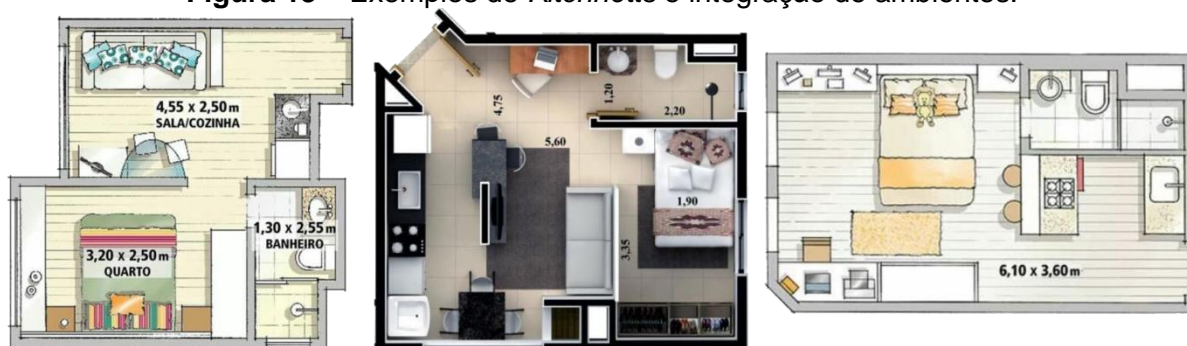 Figura 16 – Exemplos de Kitchnetts e integração de ambientes.
4,55 x 2,50 m
SALA/COZINHA
3,20 x 2,50 m
QUARTO
1,30 x 2,55 m
BANHEIRO
4,75
5,60
1,20
2,20
1,90
3,35
6,10 x 3,60 m